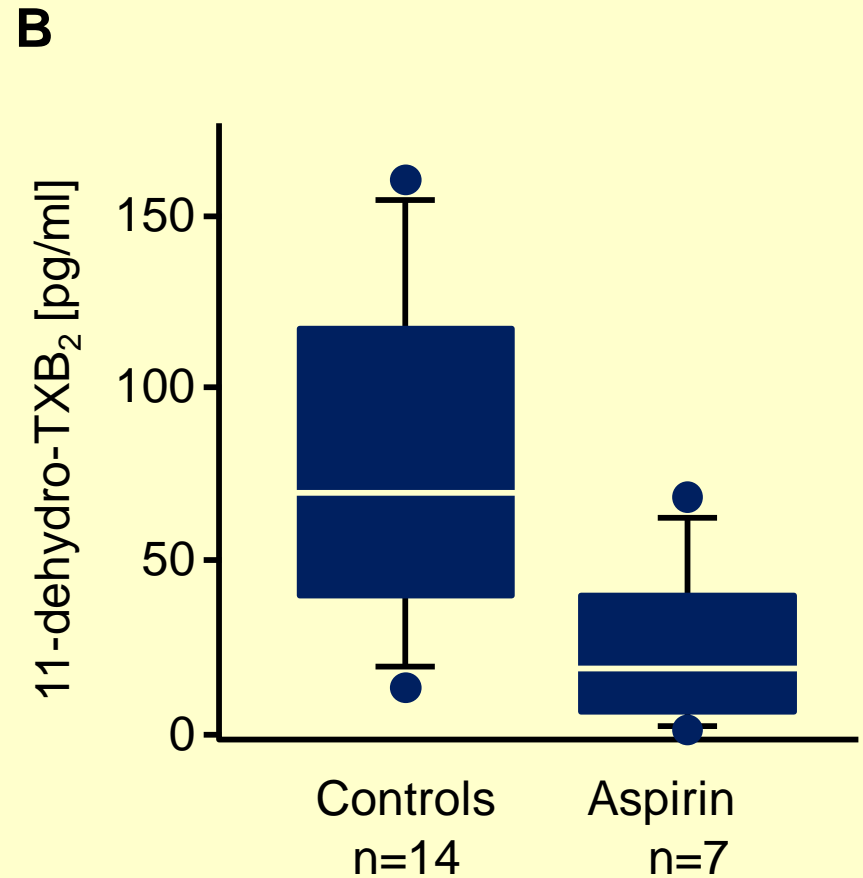 B
11-dehydro-TXB₂ [pg/ml]
150
100
50
0
Controls Aspirin
n=14 n=7